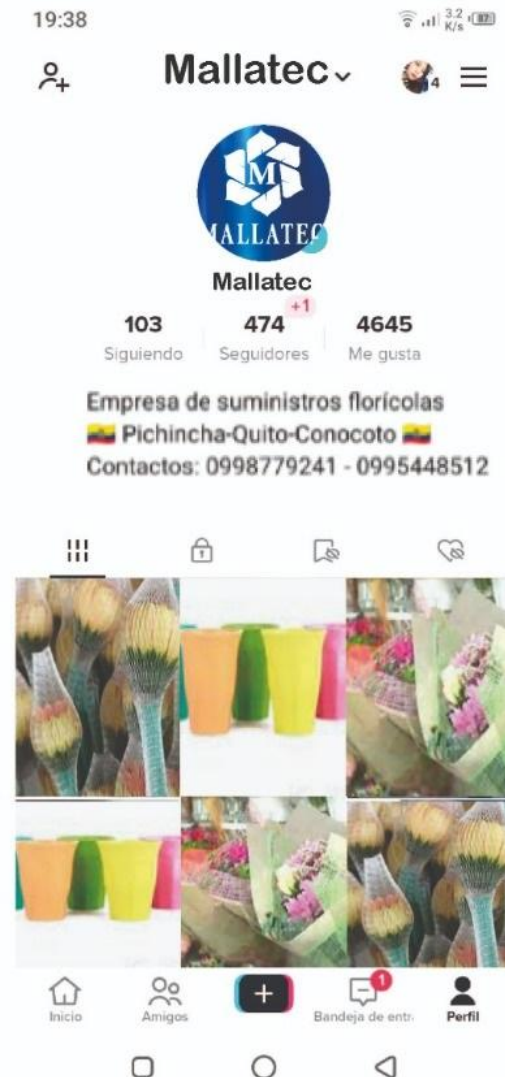 19:38
3.2
K/s
87
Mallatec
4
M
MALLATEC
Mallatec
+1
103 474 4645
Siguiendo Seguidores Me gusta
Empresa de suministros florícolas
Pichincha-Quito-Conocoto
Contactos: 0998779241 - 0995448512
1
Inicio Amigos Bandeja de entr. Perfil